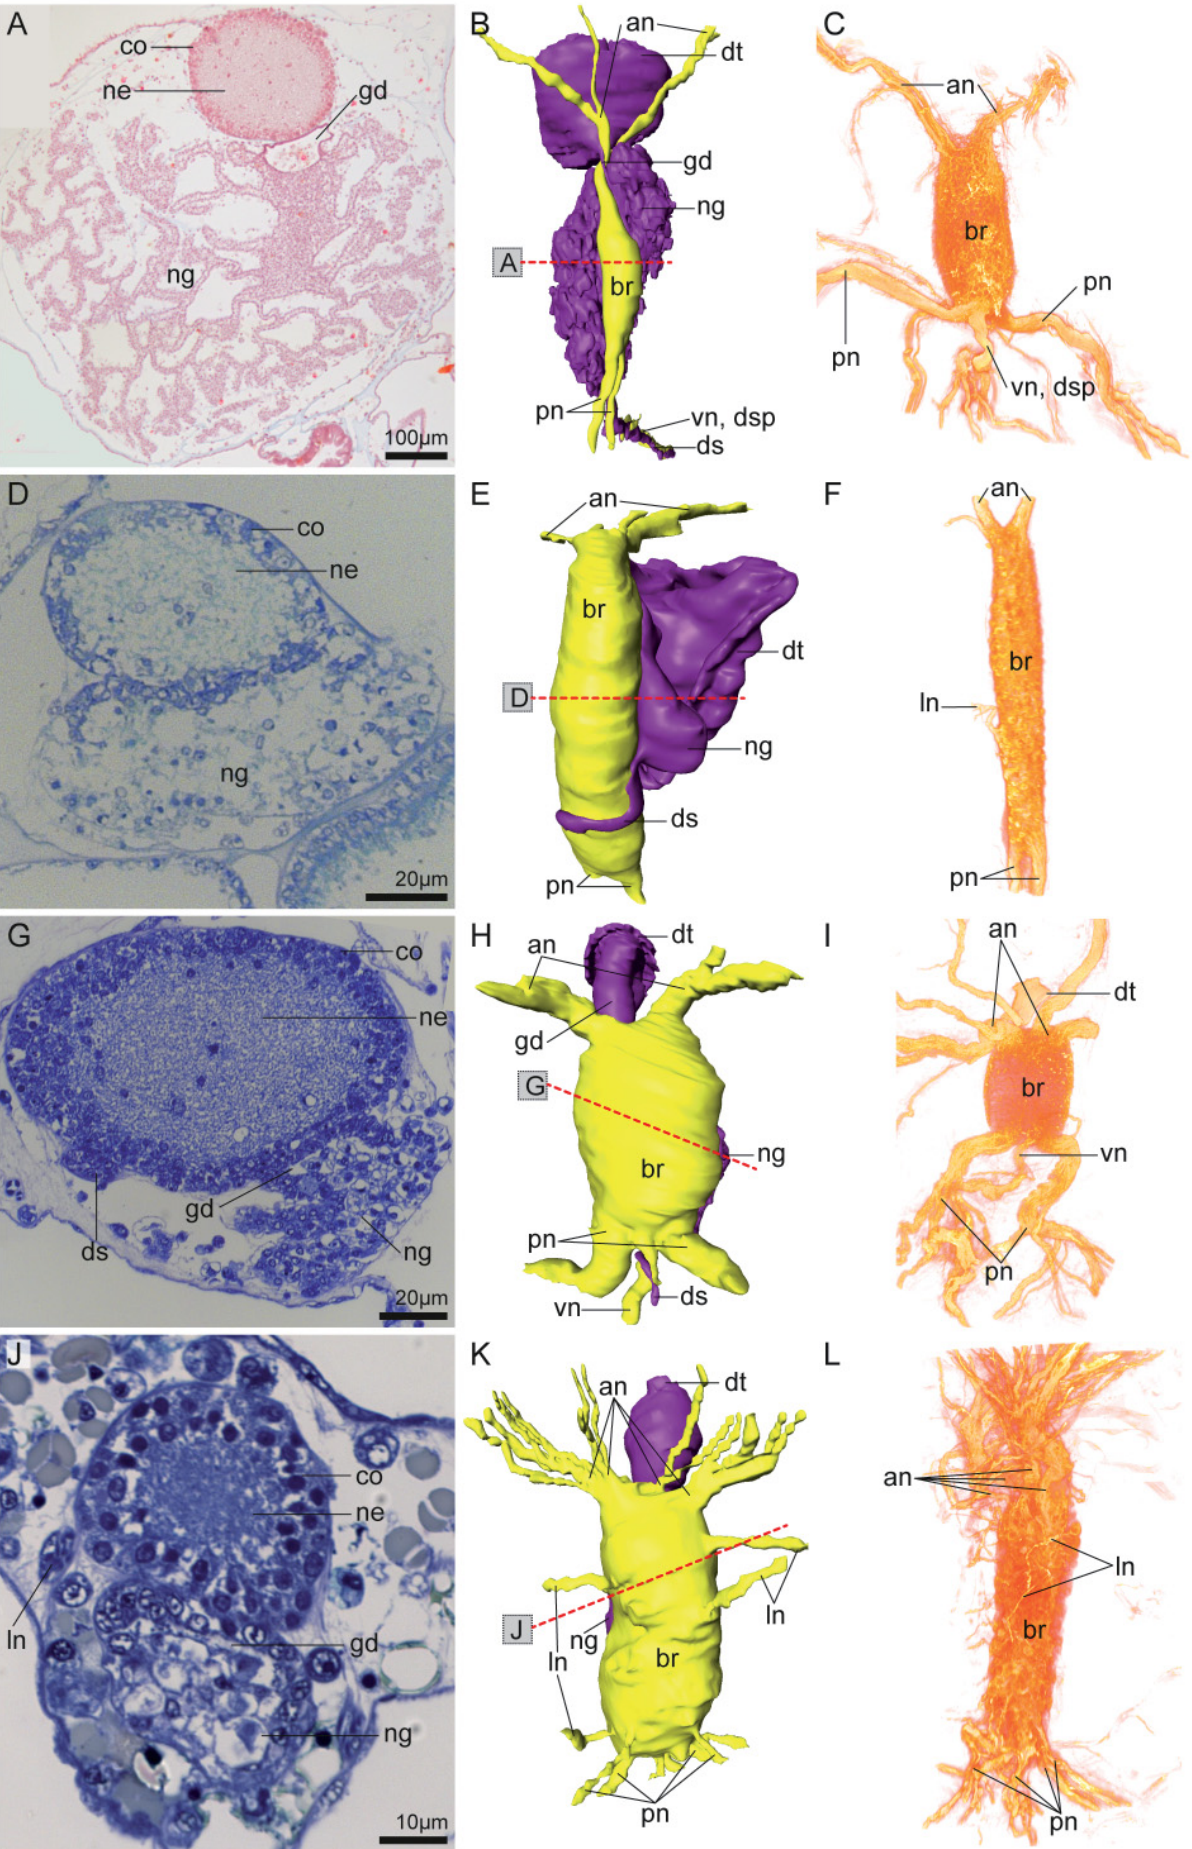 A
co
ne
gd
ng
100µm
B
an
dt
gd
ng
A
br
pn
vn, dsp
ds
C
an
br
pn
pn
vn, dsp
D
co
ne
ng
20µm
E
an
br
dt
D
ng
ds
pn
F
an
br
ln
pn
G
co
ne
gd
ds
ng
20µm
H
an
dt
gd
G
ng
br
pn
ds
vn
I
an
dt
br
vn
pn
J
co
ne
ln
gd
ng
10µm
K
an
dt
ln
J
ng
br
ln
pn
L
an
ln
br
pn